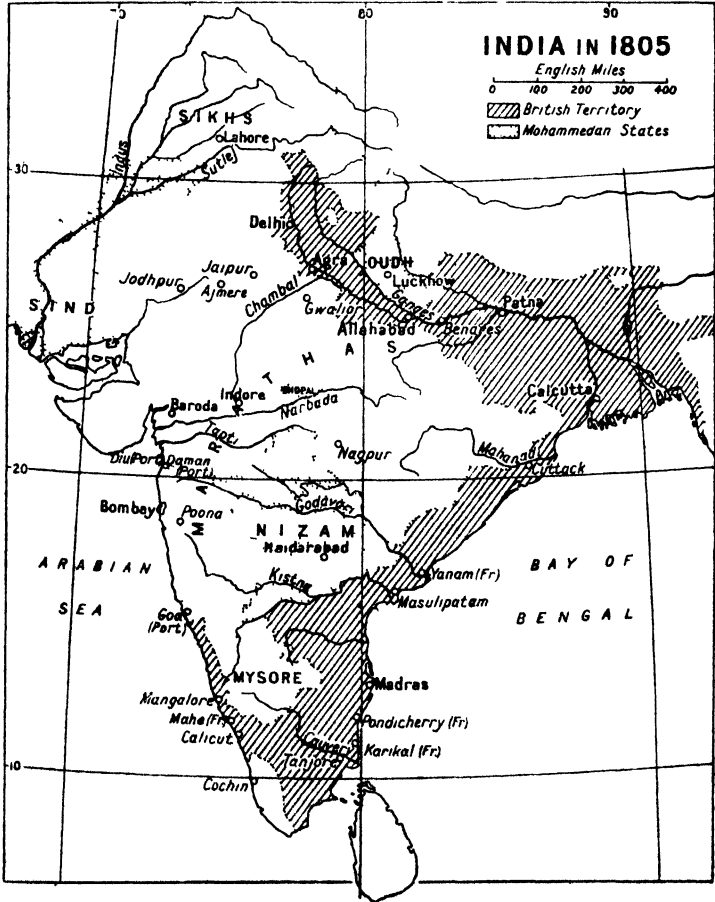 70
80
90
INDIA IN 1805
English Miles
0 100 200 300 400
British Territory
Mohammedan States
SIKHS
Lahore
Indus
Sutlej
30
Delhi
Agra
OUDH
Lucknow
Jodhpur
Jaipur
Ajmere
Chambal
Gwalior
Ganges
Patna
SIND
Allahabad
Benares
MARATHAS
Baroda
Indore
BHOPAL
Narbada
Calcutta
Tapti
Diu(Port)
Daman
(Port)
Nagpur
Mahanadi
Cuttack
20
Bombay
Poona
Godavari
NIZAM
Haidarabad
ARABIAN
SEA
BAY OF
BENGAL
Kistna
Yanam (Fr)
Masulipatam
Goa
(Port)
MYSORE
Madras
Mangalore
Mahe (Fr)
Calicut
Pondicherry (Fr)
Cauveri
Karikal (Fr.)
Tanjore
10
Cochin